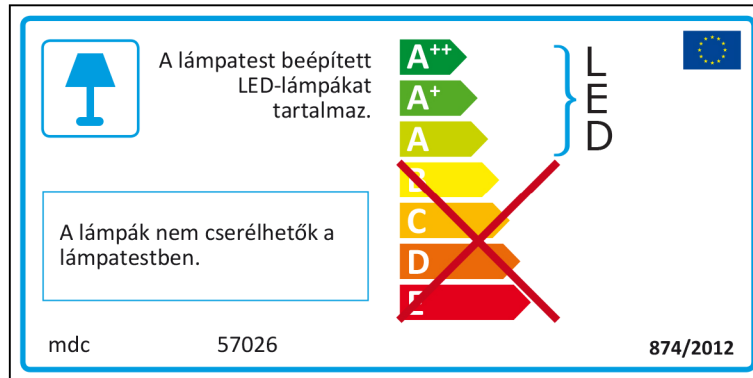 A lámpatest beépített
LED-lámpákat
tartalmaz.
A++
A+
A
B
C
D
E
L
E
D
A lámpák nem cserélhetők a
lámpatestben.
mdc 57026
874/2012